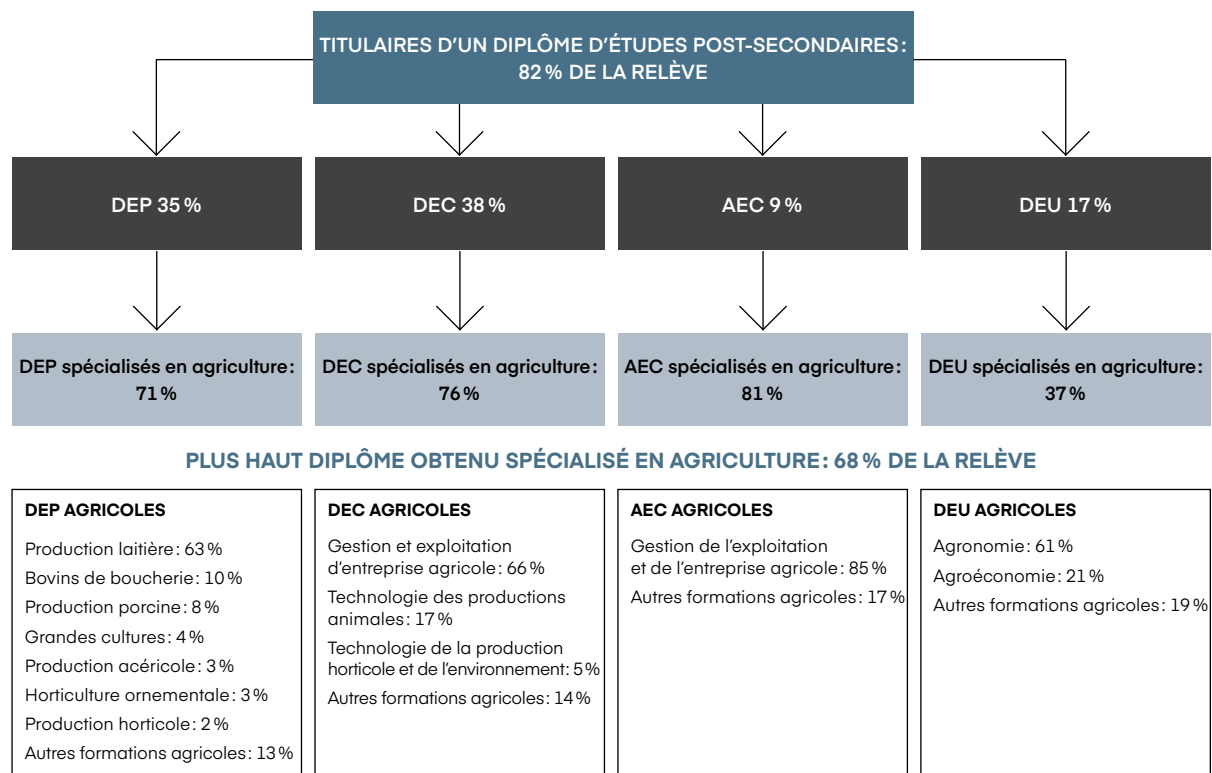 TITULAIRES D’UN DIPLÔME D’ÉTUDES POST-SECONDAIRES :
82 % DE LA RELÈVE
DEP 35 %
DEC 38 %
AEC 9 %
DEU 17 %
DEP spécialisés en agriculture :
71 %
DEC spécialisés en agriculture :
76 %
AEC spécialisés en agriculture :
81 %
DEU spécialisés en agriculture :
37 %
PLUS HAUT DIPLÔME OBTENU SPÉCIALISÉ EN AGRICULTURE : 68 % DE LA RELÈVE
DEP AGRICOLES
Production laitière : 63 %
Bovins de boucherie : 10 %
Production porcine : 8 %
Grandes cultures : 4 %
Production acéricole : 3 %
Horticulture ornementale : 3 %
Production horticole : 2 %
Autres formations agricoles : 13 %
DEC AGRICOLES
Gestion et exploitation
d’entreprise agricole : 66 %
Technologie des productions
animales : 17 %
Technologie de la production
horticole et de l’environnement : 5 %
Autres formations agricoles : 14 %
AEC AGRICOLES
Gestion de l’exploitation
et de l’entreprise agricole : 85 %
Autres formations agricoles : 17 %
DEU AGRICOLES
Agronomie : 61 %
Agroéconomie : 21 %
Autres formations agricoles : 19 %